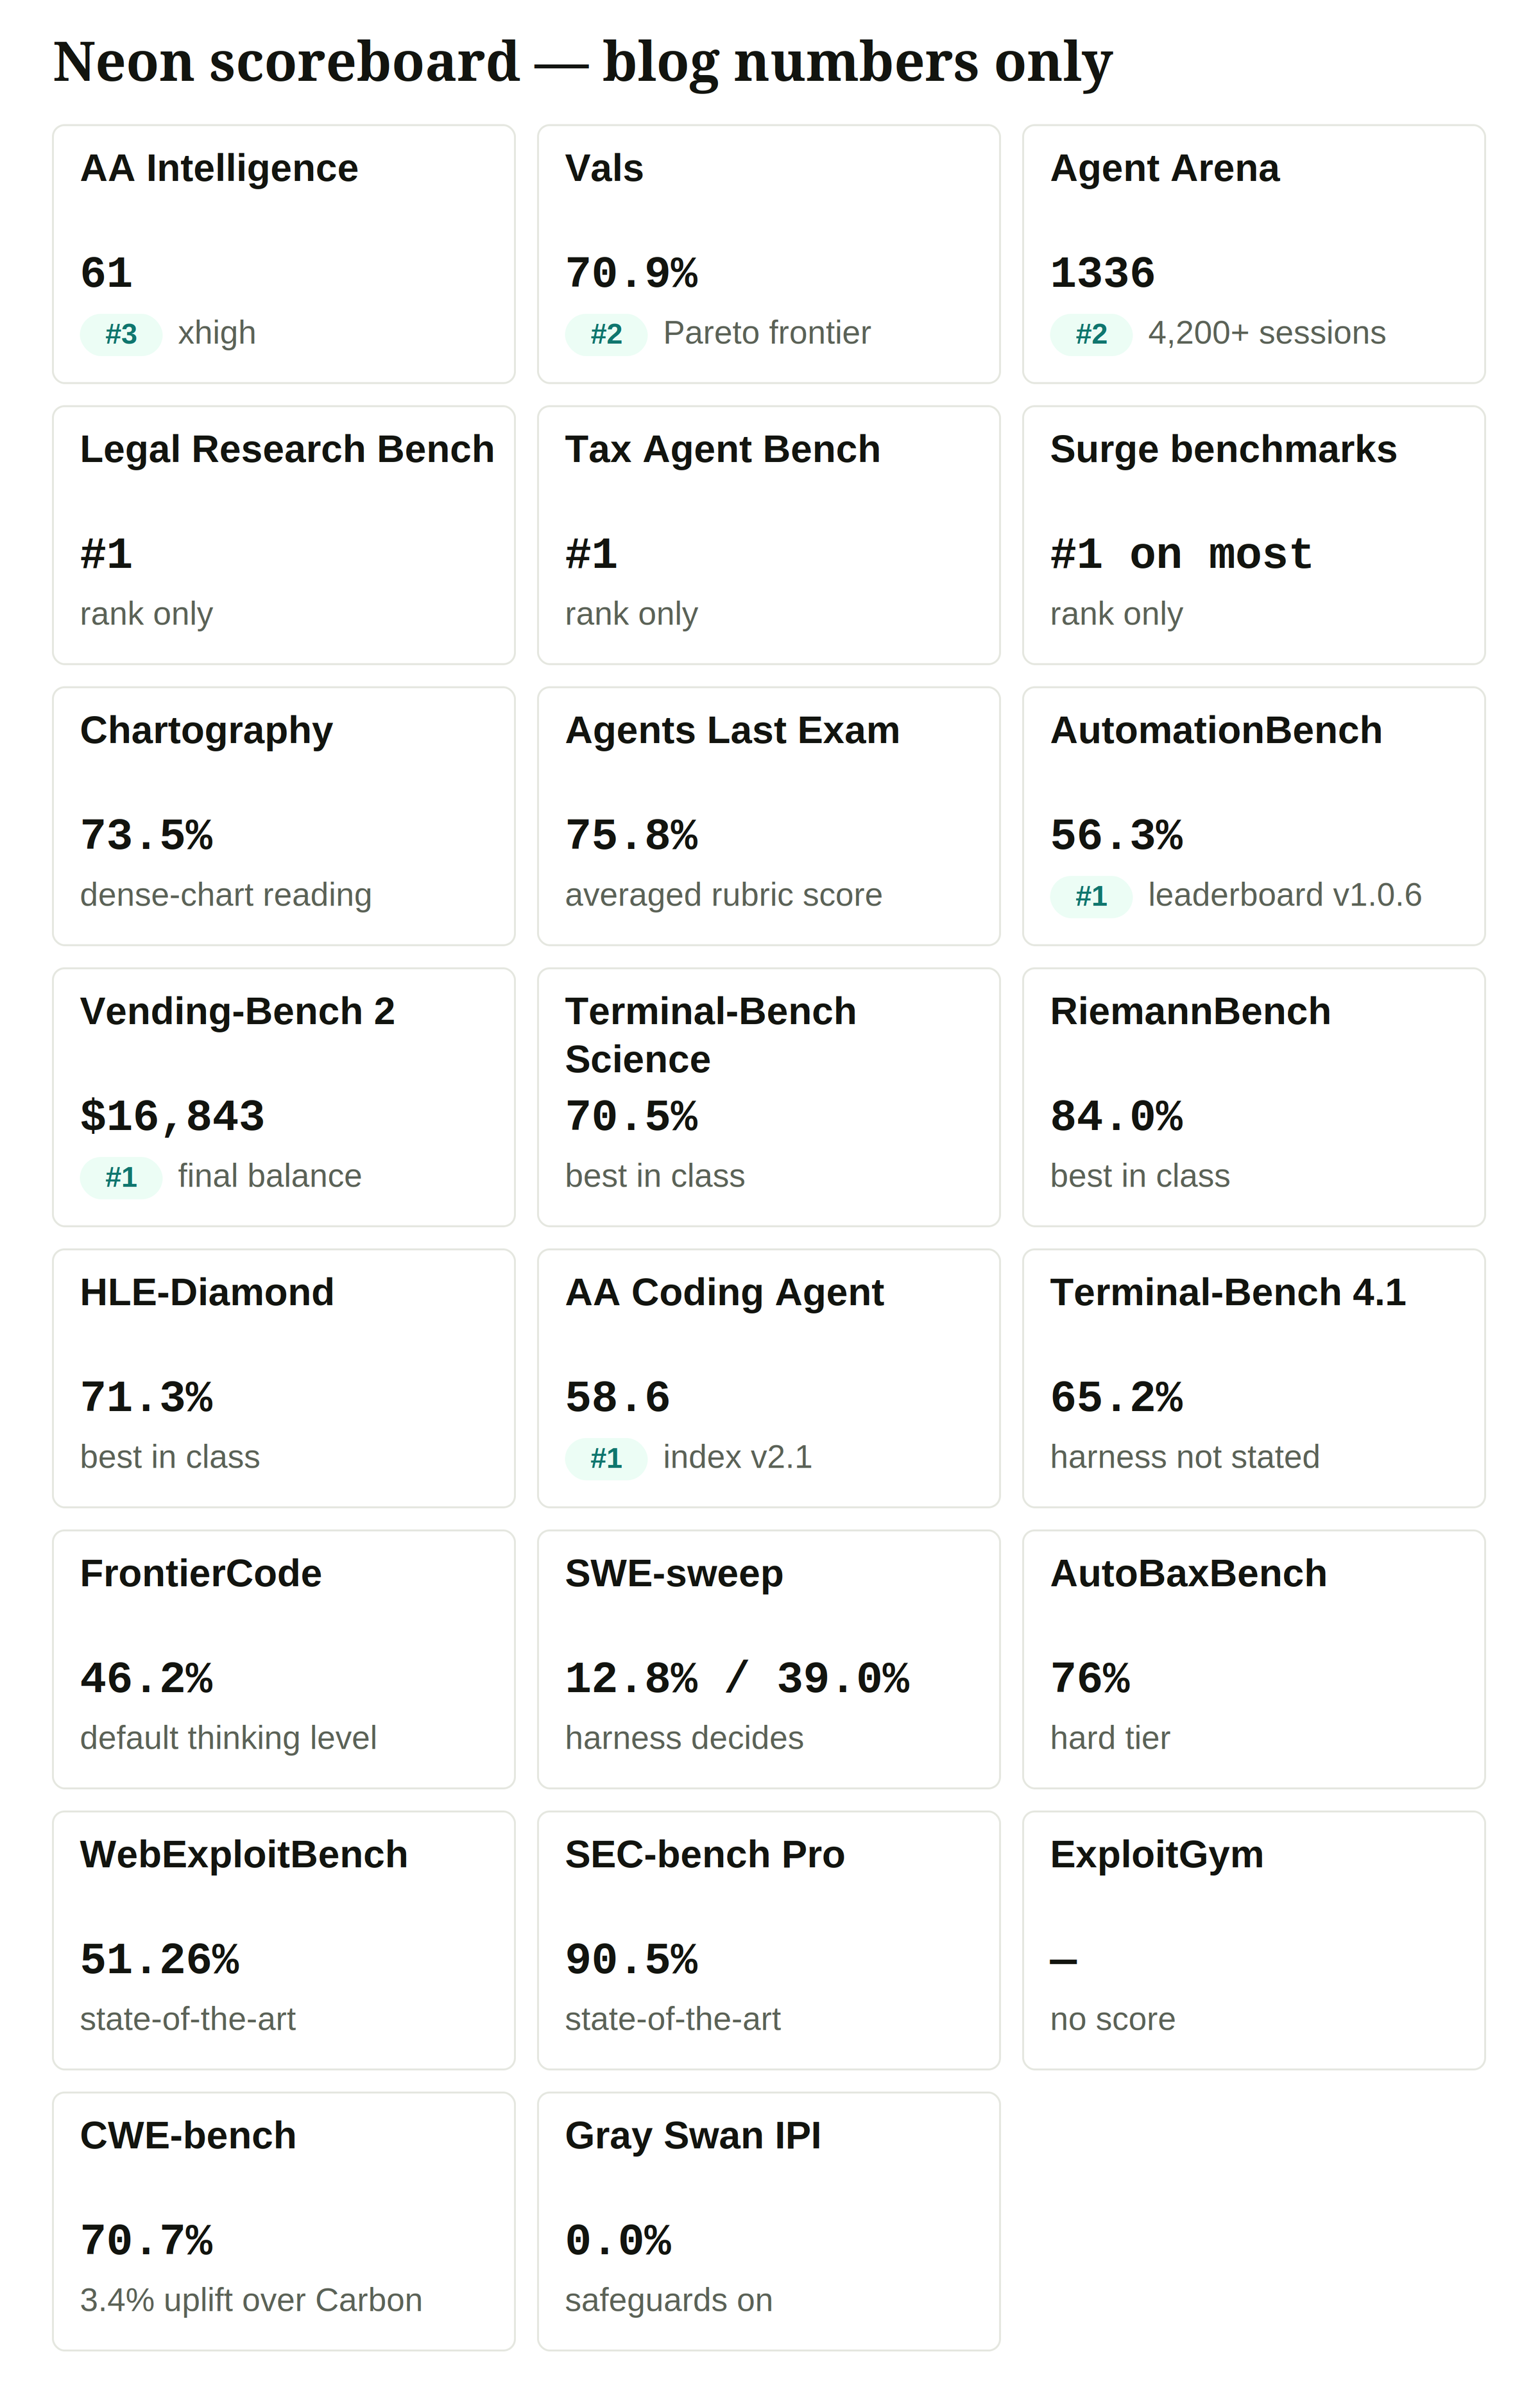 Neon scoreboard — blog numbers only
AA Intelligence
61
#3 xhigh
Vals
70.9%
#2 Pareto frontier
Agent Arena
1336
#2 4,200+ sessions
Legal Research Bench
#1
rank only
Tax Agent Bench
#1
rank only
Surge benchmarks
#1 on most
rank only
Chartography
73.5%
dense-chart reading
Agents Last Exam
75.8%
averaged rubric score
AutomationBench
56.3%
#1 leaderboard v1.0.6
Vending-Bench 2
$16,843
#1 final balance
Terminal-Bench
Science
70.5%
best in class
RiemannBench
84.0%
best in class
HLE-Diamond
71.3%
best in class
AA Coding Agent
58.6
#1 index v2.1
Terminal-Bench 4.1
65.2%
harness not stated
FrontierCode
46.2%
default thinking level
SWE-sweep
12.8% / 39.0%
harness decides
AutoBaxBench
76%
hard tier
WebExploitBench
51.26%
state-of-the-art
SEC-bench Pro
90.5%
state-of-the-art
ExploitGym
—
no score
CWE-bench
70.7%
3.4% uplift over Carbon
Gray Swan IPI
0.0%
safeguards on